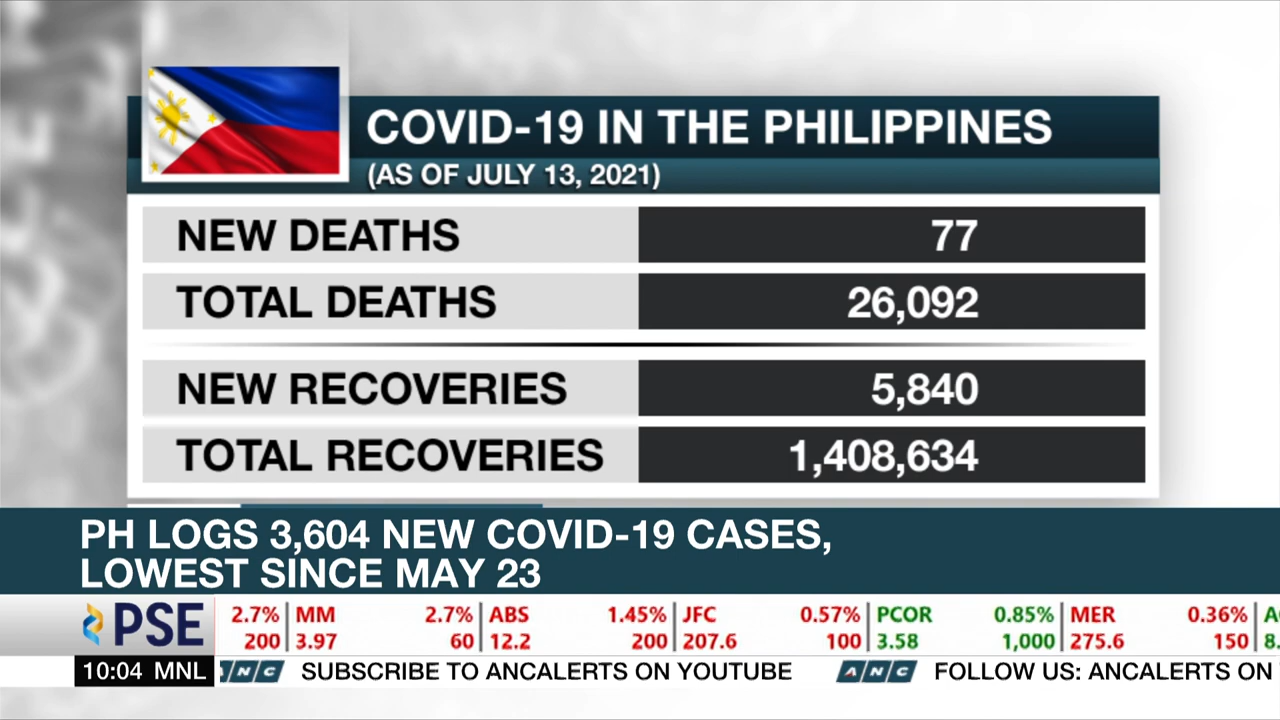 COVID-19 IN THE PHILIPPINES
(AS OF JULY 13, 2021)
NEW DEATHS 77
TOTAL DEATHS 26,092
NEW RECOVERIES 5,840
TOTAL RECOVERIES 1,408,634
PH LOGS 3,604 NEW COVID-19 CASES,
LOWEST SINCE MAY 23
PSE
2.7% MM 2.7% ABS 1.45% JFC 0.57% PCOR 0.85% MER 0.36%
200 3.97 60 12.2 200 207.6 100 3.58 1,000 275.6 150
10:04 MNL ANC SUBSCRIBE TO ANCALERTS ON YOUTUBE ANC FOLLOW US: ANCALERTS ON